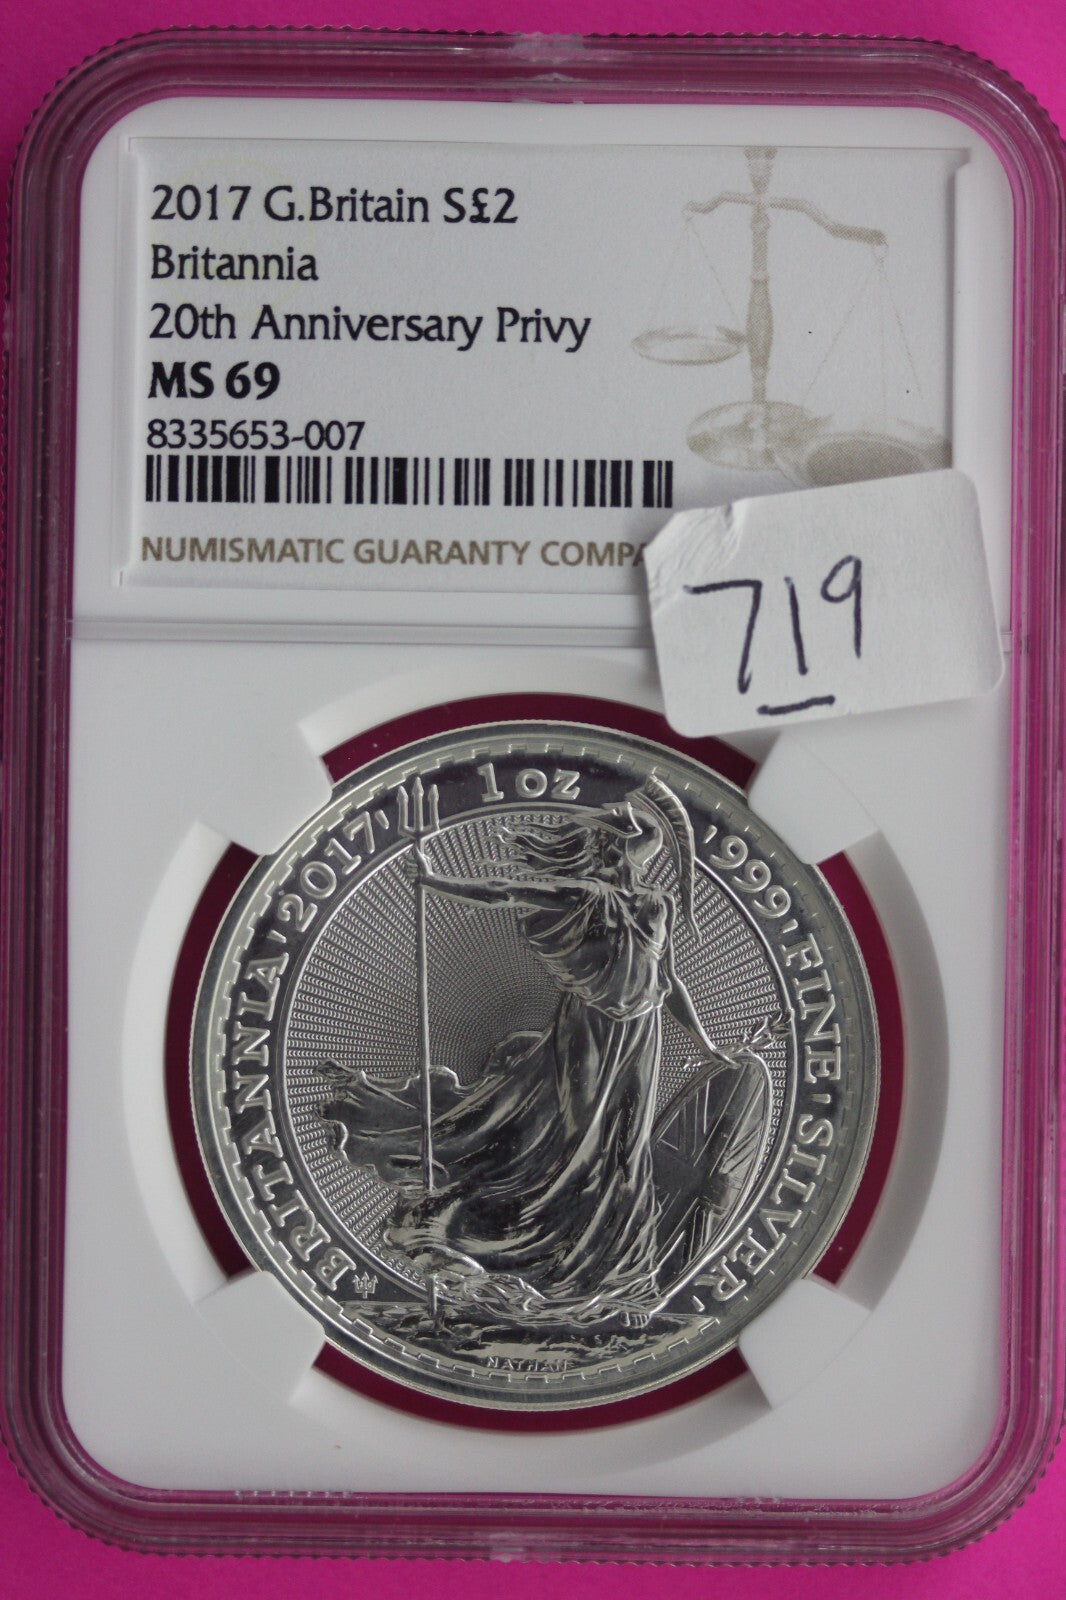 2017 G.Britain S£2
Britannia
20th Anniversary Privy
MS 69
8335653-007
NUMISMATIC GUARANTY
719
BRITANNIA · 2017 · 1 OZ · 999 · FINE · SILVER ·
NATHAN